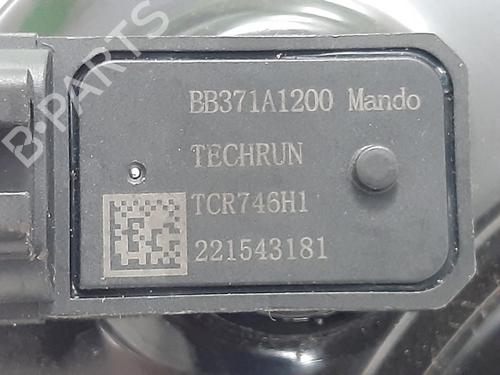 B-PARTS
BB371A1200 Mando
TECHRUN
TCR746H1
221543181